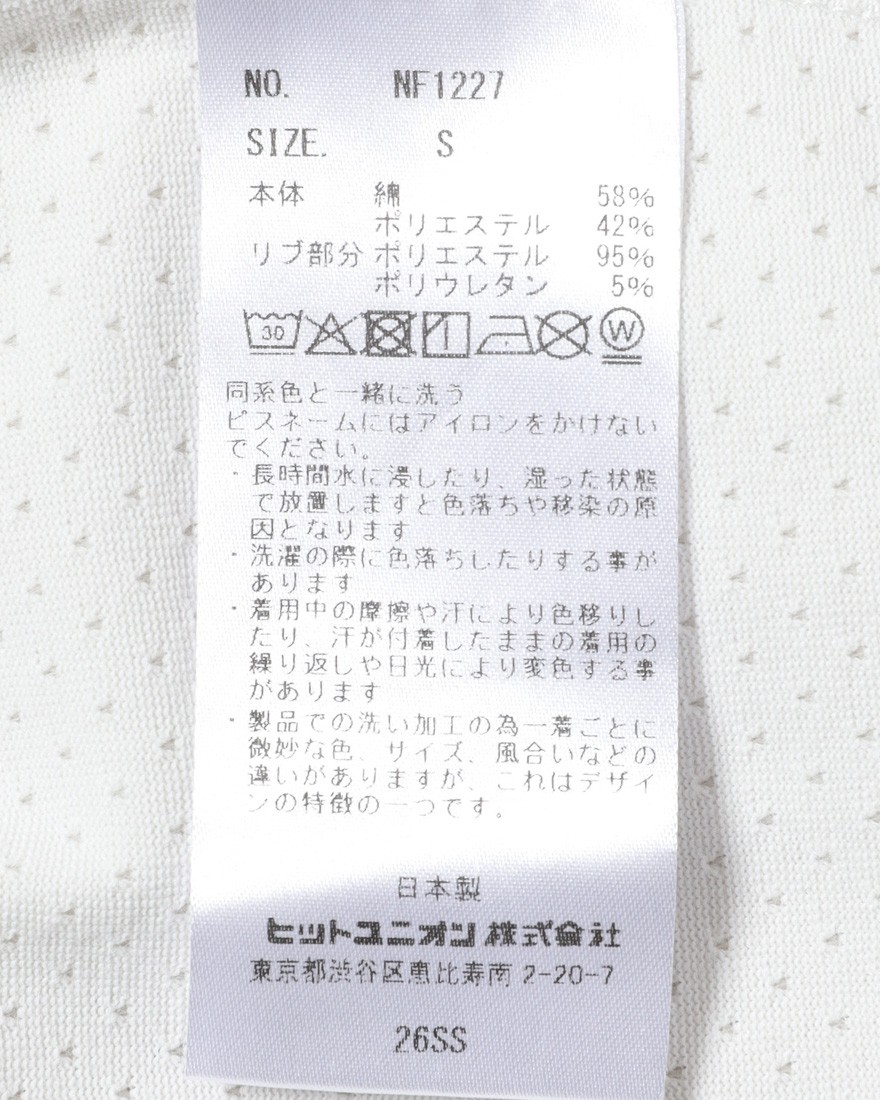 NO. NF1227
SIZE. S
本体 綿 58%
ポリエステル 42%
リブ部分 ポリエステル 95%
ポリウレタン 5%
30 W
同系色と一緒に洗う
ピスネームにはアイロンをかけない
でください。
・長時間水に浸したり、湿った状態
で放置しますと色落ちや移染の原
因となります
・洗濯の際に色落ちしたりする事が
あります
・着用中の摩擦や汗により色移りし
たり、汗が付着したままの着用の
繰り返しや日光により変色する事
があります
・製品での洗い加工の為一着ごとに
微妙な色、サイズ、風合いなどの
違いがありますが、これはデザイ
ンの特徴の一つです。
日本製
ヒットユニオン株式会社
東京都渋谷区恵比寿南 2-20-7
26SS